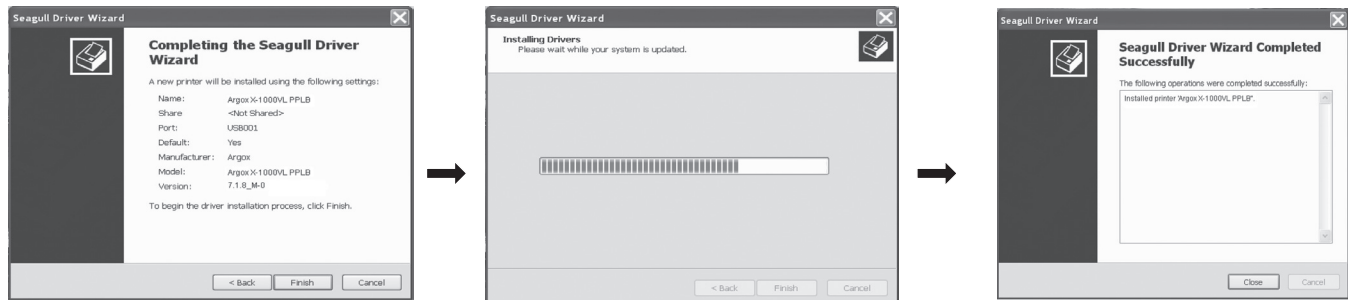 Seagull Driver Wizard
Completing the Seagull Driver
Wizard
A new printer will be installed using the following settings:
Name: Argox X-1000VL PPLB
Share <Not Shared>
Port: USB001
Default: Yes
Manufacturer: Argox
Model: Argox X-1000VL PPLB
Version: 7.1.8_M-0
To begin the driver installation process, click Finish.
< Back Finish Cancel
Seagull Driver Wizard
Installing Drivers
Please wait while your system is updated.
< Back Finish Cancel
Seagull Driver Wizard
Seagull Driver Wizard Completed
Successfully
The following operations were completed successfully:
Installed printer 'Argox X-1000VL PPLB".
Close Cancel